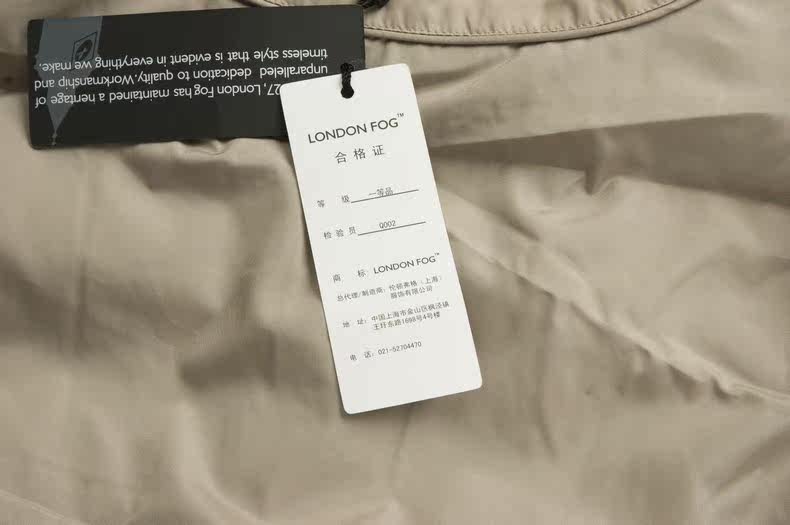 27, London Fog has maintained a heritage of
unparalleled dedication to quality. Workmanship and
timeless style that is evident in everything we make.
LONDON FOG™
合格证
等 级 一等品
检验员 Q002
商 标: LONDON FOG™
总代理/制造商: 伦顿弗格(上海)
服饰有限公司
地 址: 中国上海市金山区枫泾镇
王圩东路1698号4号楼
电 话: 021-52704470